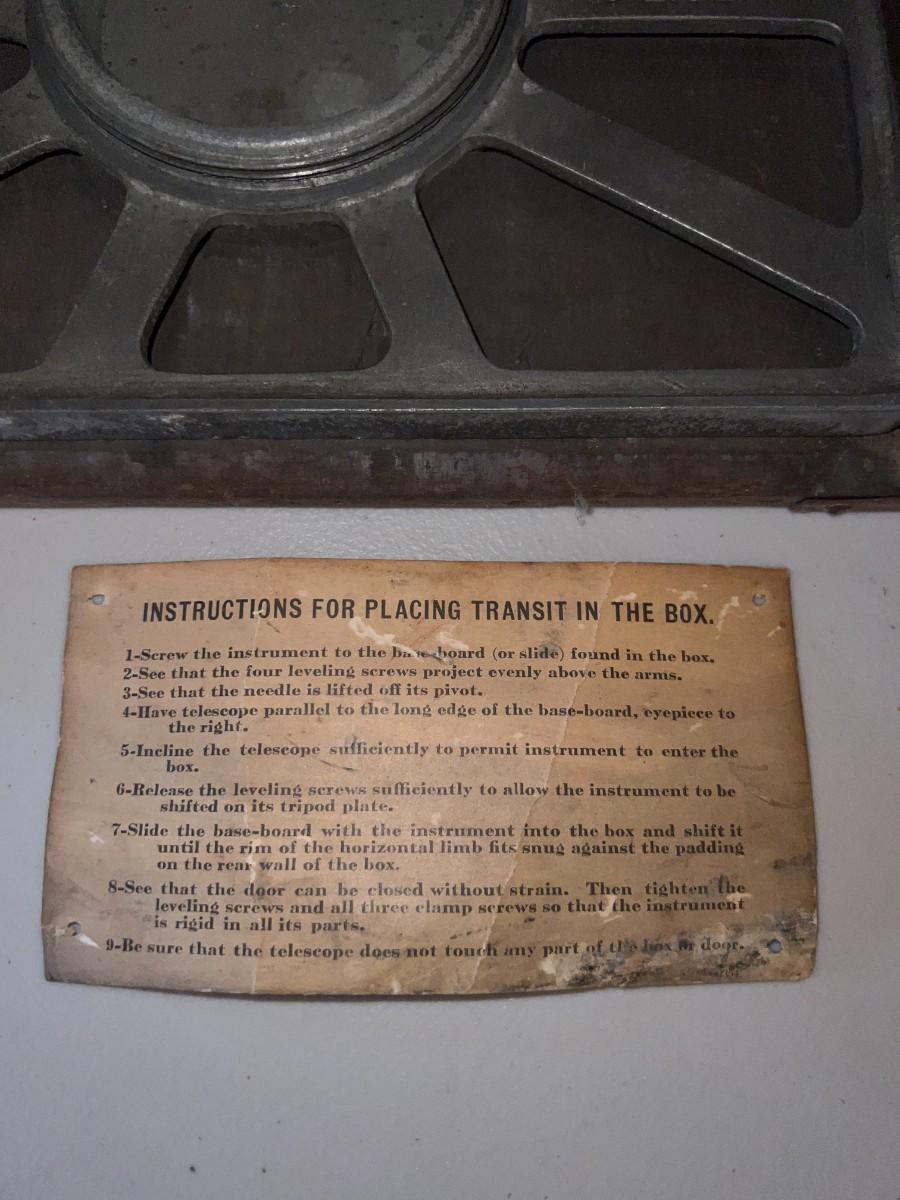 INSTRUCTIONS FOR PLACING TRANSIT IN THE BOX.
1-Screw the instrument to the base-board (or slide) found in the box.
2-See that the four leveling screws project evenly above the arms.
3-See that the needle is lifted off its pivot.
4-Have telescope parallel to the long edge of the base-board, eyepiece to
the right.
5-Incline the telescope sufficiently to permit instrument to enter the
box.
6-Release the leveling screws sufficiently to allow the instrument to be
shifted on its tripod plate.
7-Slide the base-board with the instrument into the box and shift it
until the rim of the horizontal limb fits snug against the padding
on the rear wall of the box.
8-See that the door can be closed without strain. Then tighten the
leveling screws and all three clamp screws so that the instrument
is rigid in all its parts.
9-Be sure that the telescope does not touch any part of the box or door.